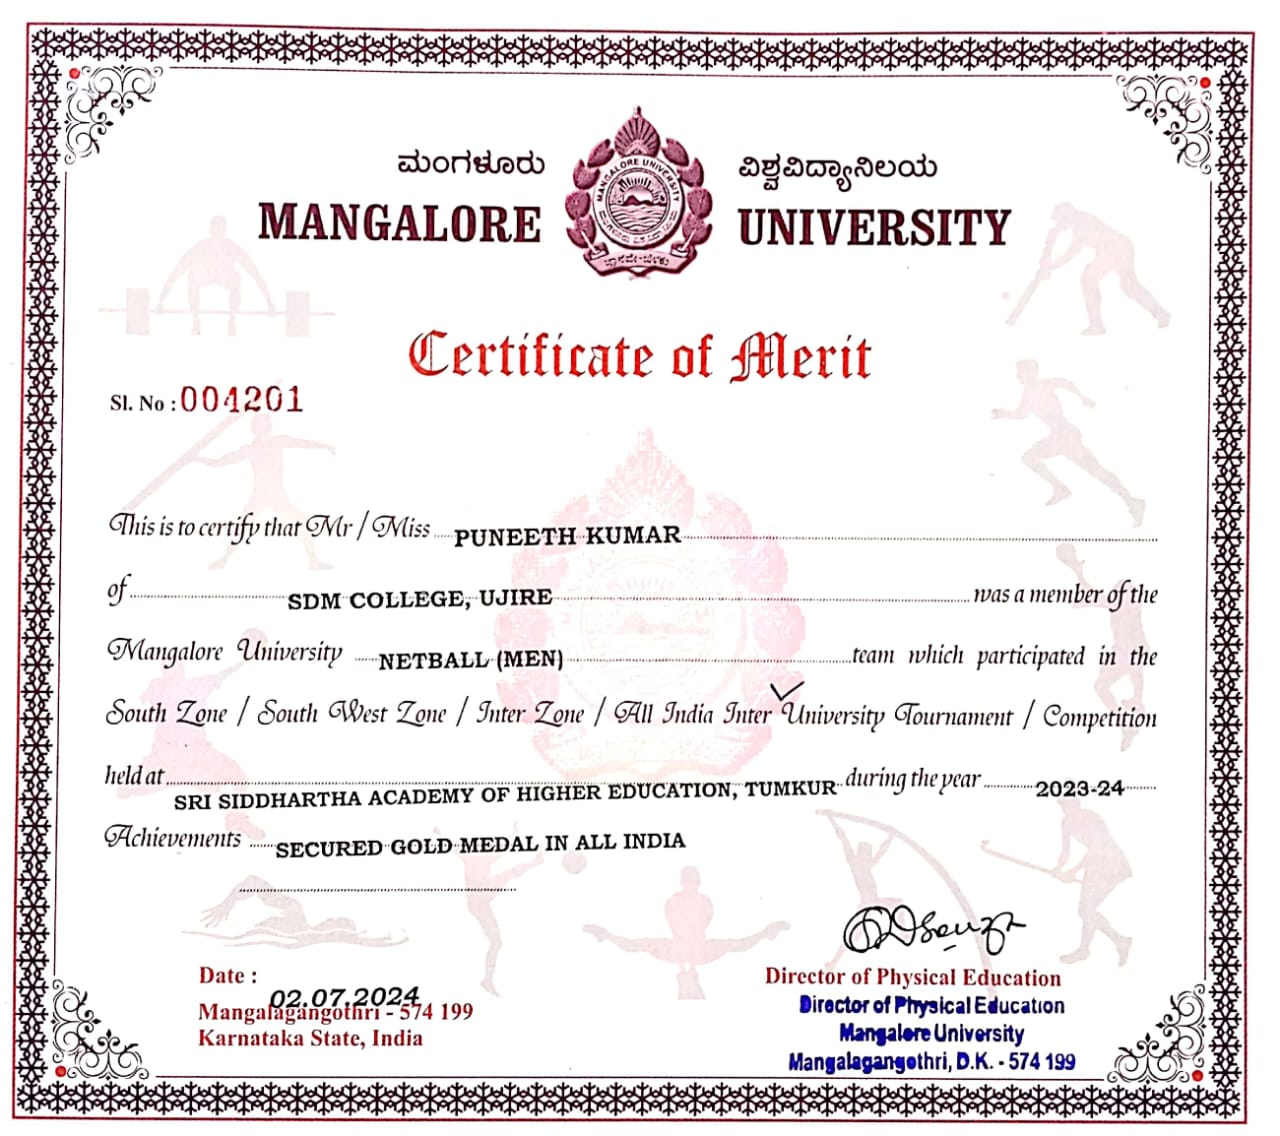 ಮಂಗಳೂರು ವಿಶ್ವವಿದ್ಯಾನಿಲಯ
MANGALORE UNIVERSITY
MANGALORE UNIVERSITY
Certificate of Merit
Sl. No : 004201
This is to certify that Mr / Miss PUNEETH KUMAR
of SDM COLLEGE, UJIRE was a member of the
Mangalore University NETBALL (MEN) team which participated in the
South Zone / South West Zone / Inter Zone / All India Inter University Tournament / Competition
held at SRI SIDDHARTHA ACADEMY OF HIGHER EDUCATION, TUMKUR during the year 2023-24
Achievements SECURED GOLD MEDAL IN ALL INDIA
Date : 02.07.2024
Mangalagangothri - 574 199
Karnataka State, India
Director of Physical Education
Director of Physical Education
Mangalore University
Mangalagangothri, D.K. - 574 199